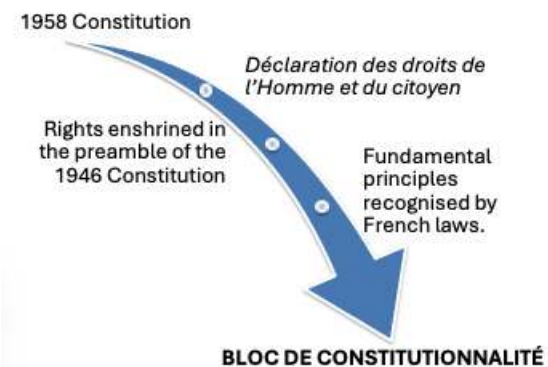 1958 Constitution
Déclaration des droits de
l'Homme et du citoyen
Rights enshrined in
the preamble of the
1946 Constitution
Fundamental
principles
recognised by
French laws.
BLOC DE CONSTITUTIONNALITÉ